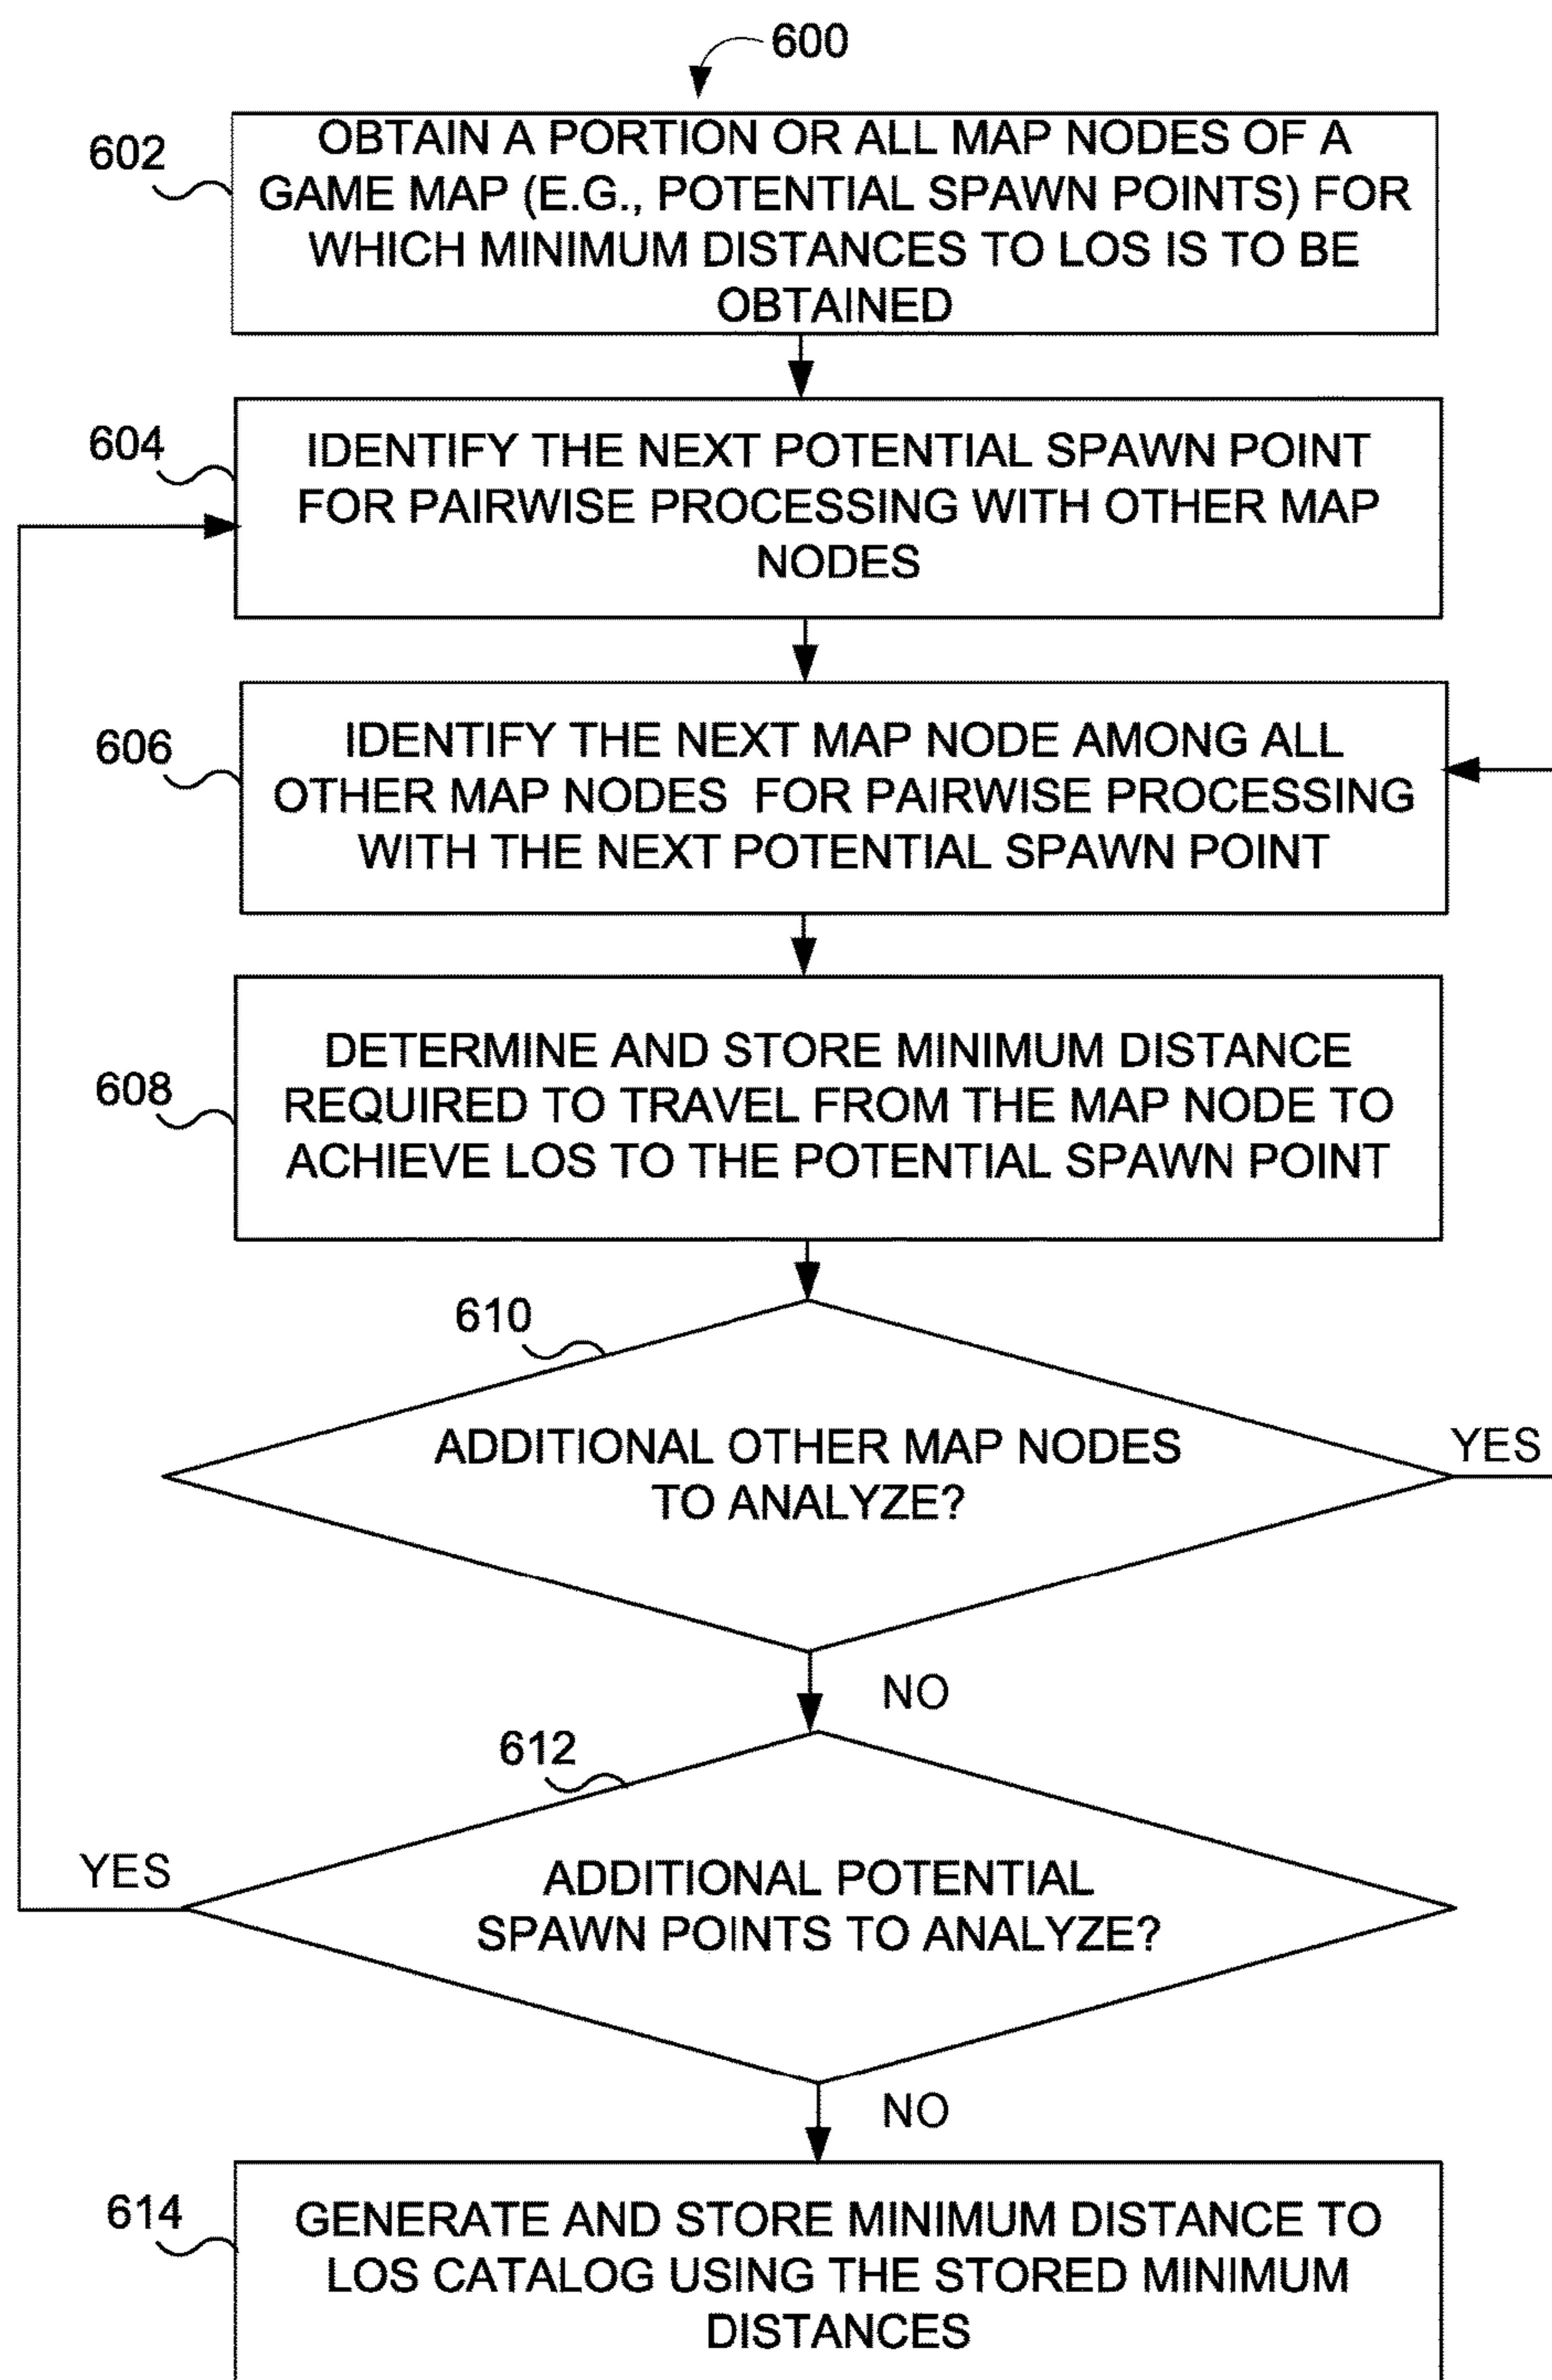 600
602
OBTAIN A PORTION OR ALL MAP NODES OF A
GAME MAP (E.G., POTENTIAL SPAWN POINTS) FOR
WHICH MINIMUM DISTANCES TO LOS IS TO BE
OBTAINED
604
IDENTIFY THE NEXT POTENTIAL SPAWN POINT
FOR PAIRWISE PROCESSING WITH OTHER MAP
NODES
606
IDENTIFY THE NEXT MAP NODE AMONG ALL
OTHER MAP NODES FOR PAIRWISE PROCESSING
WITH THE NEXT POTENTIAL SPAWN POINT
608
DETERMINE AND STORE MINIMUM DISTANCE
REQUIRED TO TRAVEL FROM THE MAP NODE TO
ACHIEVE LOS TO THE POTENTIAL SPAWN POINT
610
ADDITIONAL OTHER MAP NODES
TO ANALYZE?
YES
NO
612
YES
ADDITIONAL POTENTIAL
SPAWN POINTS TO ANALYZE?
NO
614
GENERATE AND STORE MINIMUM DISTANCE TO
LOS CATALOG USING THE STORED MINIMUM
DISTANCES